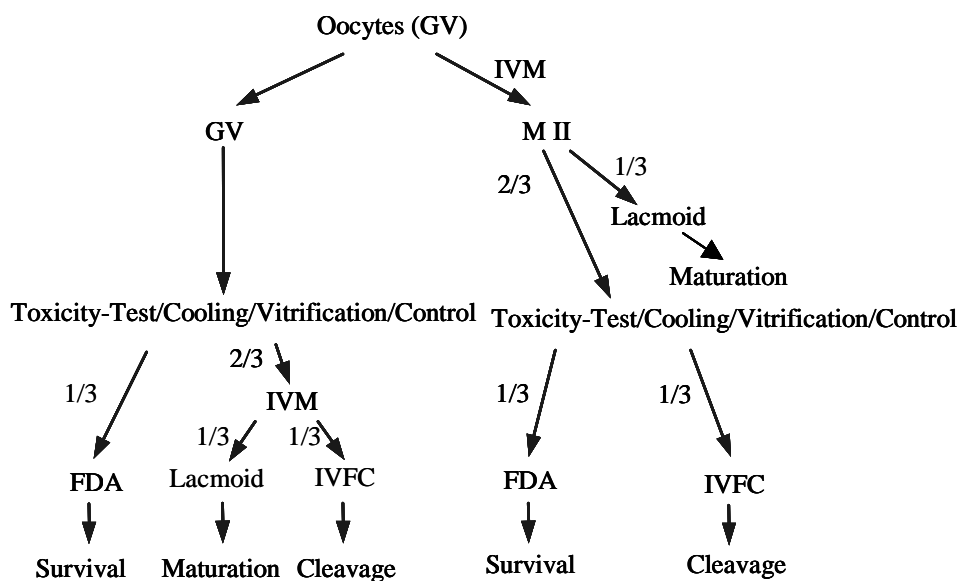 Oocytes (GV)
IVM
GV
M II
1/3
2/3
Lacmoid
Maturation
Toxicity-Test/Cooling/Vitrification/Control
Toxicity-Test/Cooling/Vitrification/Control
2/3
1/3
IVM
1/3
1/3
1/3
1/3
FDA
Lacmoid
IVFC
FDA
IVFC
Survival
Maturation
Cleavage
Survival
Cleavage